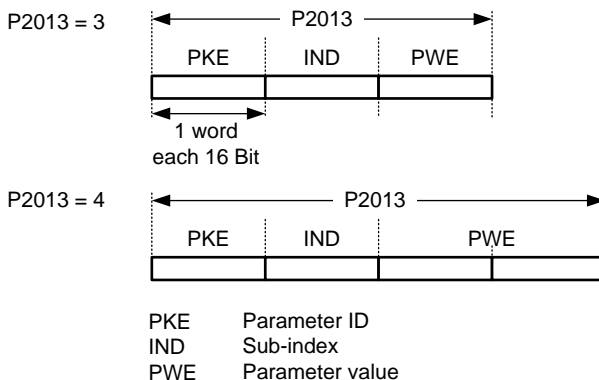 P2013 = 3
P2013
PKE IND PWE
1 word
each 16 Bit
P2013 = 4
P2013
PKE IND PWE
PKE Parameter ID
IND Sub-index
PWE Parameter value